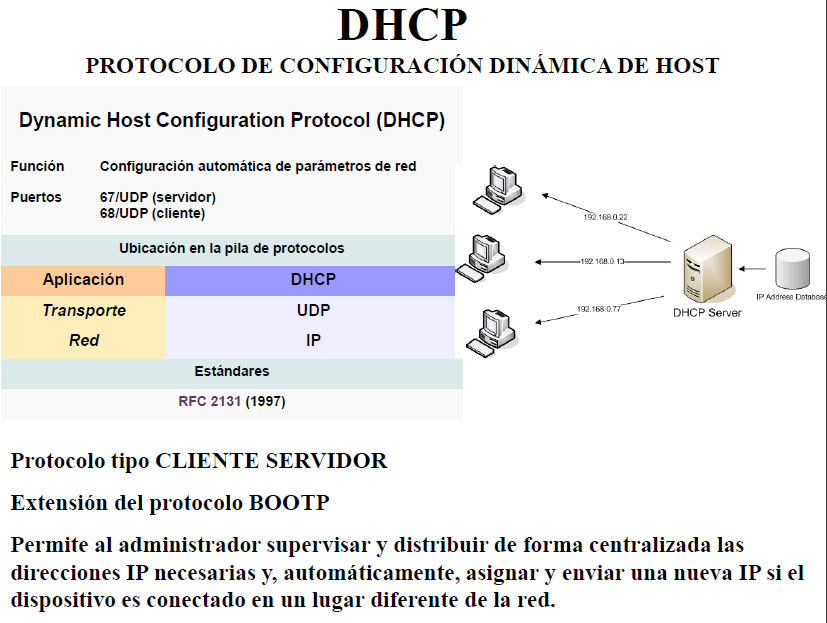 DHCP
PROTOCOLO DE CONFIGURACIÓN DINÁMICA DE HOST
Dynamic Host Configuration Protocol (DHCP)
Función Configuración automática de parámetros de red
Puertos 67/UDP (servidor)
68/UDP (cliente)
Ubicación en la pila de protocolos
Aplicación DHCP
Transporte UDP
Red IP
Estándares
RFC 2131 (1997)
192.168.0.22
192.168.0.13
192.168.0.77
DHCP Server
IP Address Database
Protocolo tipo CLIENTE SERVIDOR
Extensión del protocolo BOOTP
Permite al administrador supervisar y distribuir de forma centralizada las
direcciones IP necesarias y, automáticamente, asignar y enviar una nueva IP si el
dispositivo es conectado en un lugar diferente de la red.